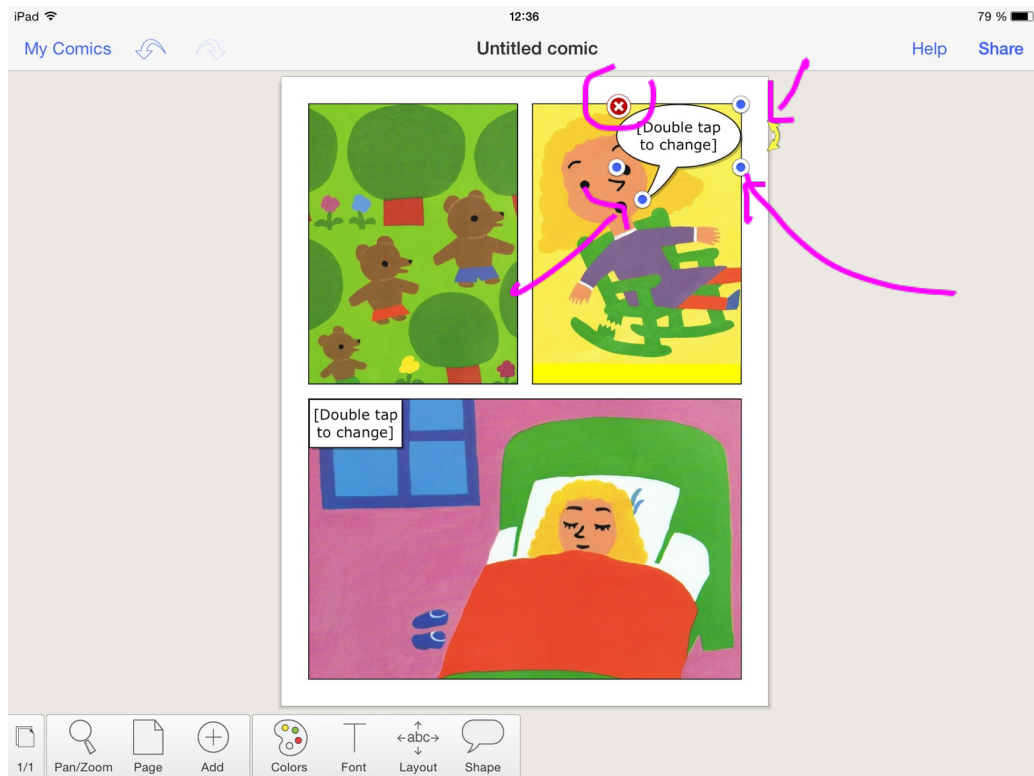 iPad 12:36 79 %
My Comics Untitled comic Help Share
[Double tap
to change]
[Double tap
to change]
1/1 Pan/Zoom Page Add Colors Font ←abc→ Layout Shape